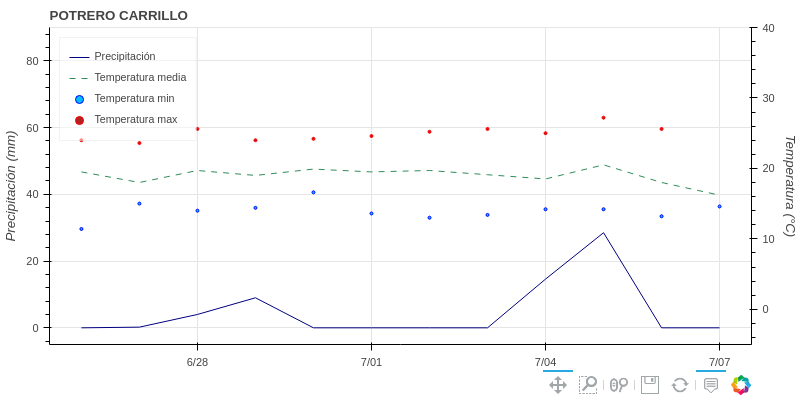 POTRERO CARRILLO
Precipitación
Temperatura media
Temperatura min
Temperatura max
Precipitación (mm)
80
60
40
20
0
Temperatura (°C)
40
30
20
10
0
6/28
7/01
7/04
7/07